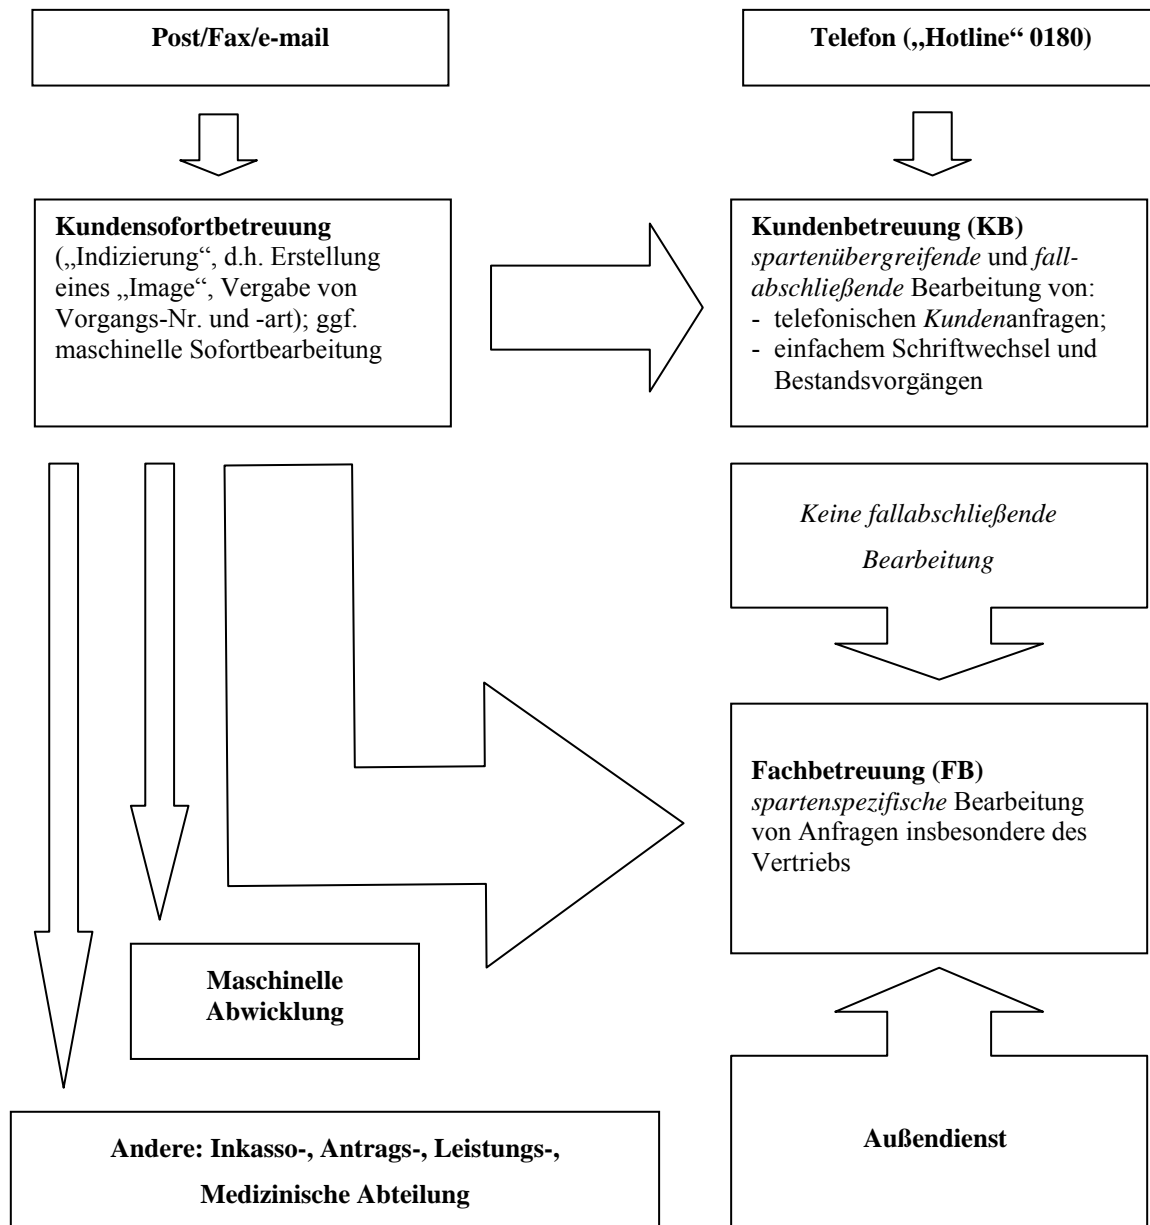 Post/Fax/e-mail
Telefon („Hotline“ 0180)
Kundensofortbetreuung
(„Indizierung“, d.h. Erstellung
eines „Image“, Vergabe von
Vorgangs-Nr. und -art); ggf.
maschinelle Sofortbearbeitung
Kundenbetreuung (KB)
spartenübergreifende und fall-
abschließende Bearbeitung von:
- telefonischen Kundenanfragen;
- einfachem Schriftwechsel und
Bestandsvorgängen
Keine fallabschließende
Bearbeitung
Fachbetreuung (FB)
spartenspezifische Bearbeitung
von Anfragen insbesondere des
Vertriebs
Maschinelle
Abwicklung
Andere: Inkasso-, Antrags-, Leistungs-,
Medizinische Abteilung
Außendienst